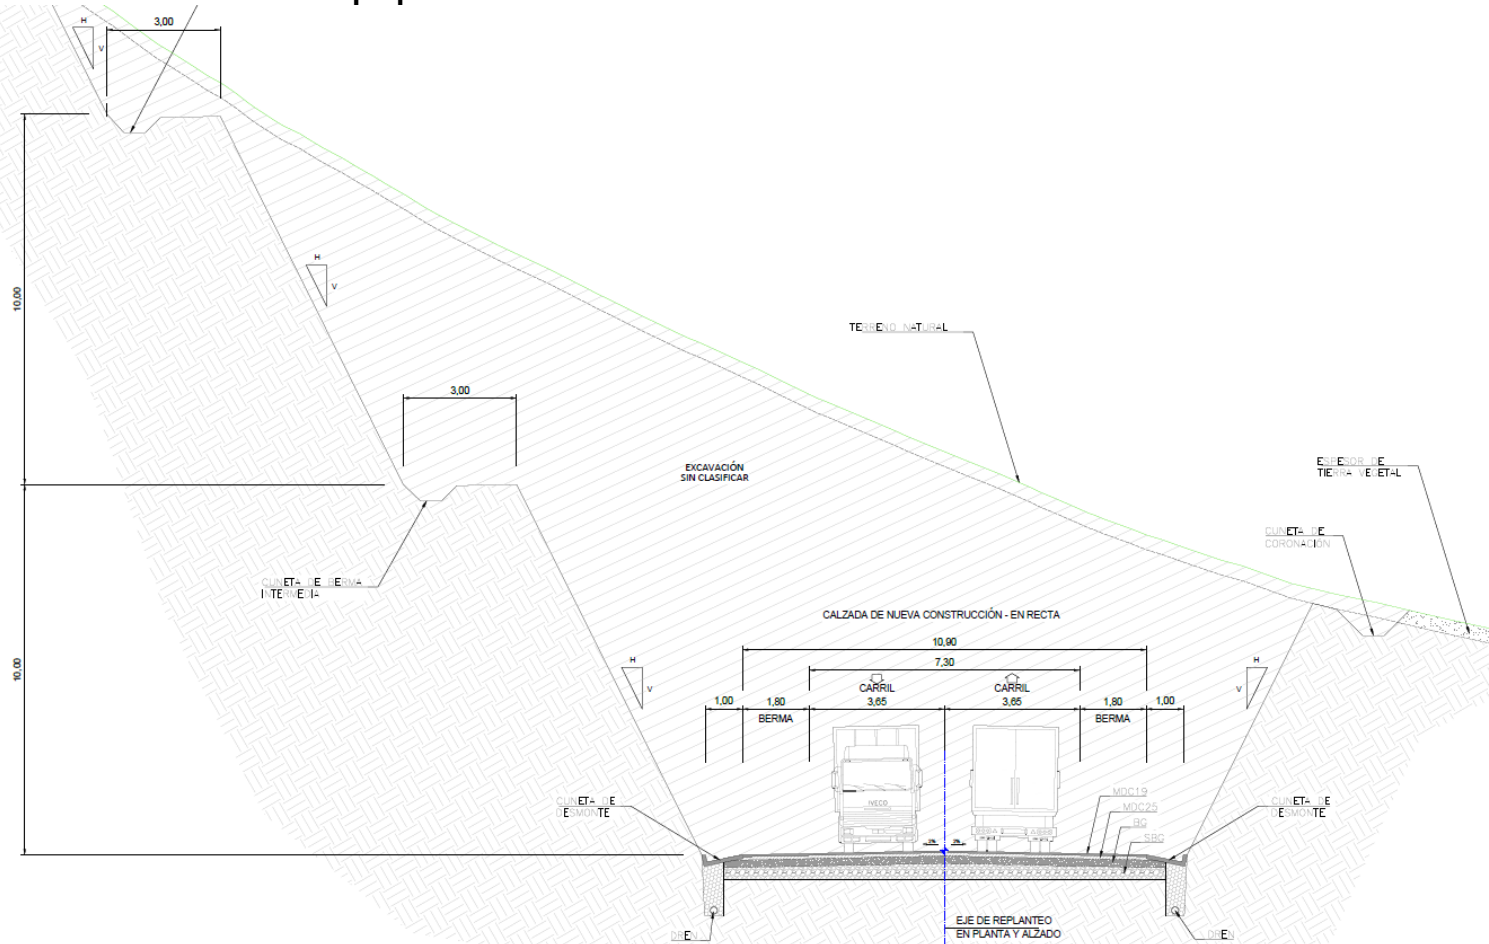 H
V
3,00
10,00
H
V
TERRENO NATURAL
3,00
EXCAVACIÓN
SIN CLASIFICAR
ESPESOR DE
TIERRA VEGETAL
CUNETA DE
CORONACIÓN
CUNETA DE BERMA
INTERMEDIA
CALZADA DE NUEVA CONSTRUCCIÓN - EN RECTA
10,90
7,30
10,00
H
V
H
V
CARRIL
CARRIL
1,00
1,80
3,65
3,65
1,80
1,00
BERMA
BERMA
MDC19
MDC25
BG
SBG
CUNETA DE
DESMONTE
IVECO
CUNETA DE
DESMONTE
2%
2%
EJE DE REPLANTEO
EN PLANTA Y ALZADO
DREN
DREN